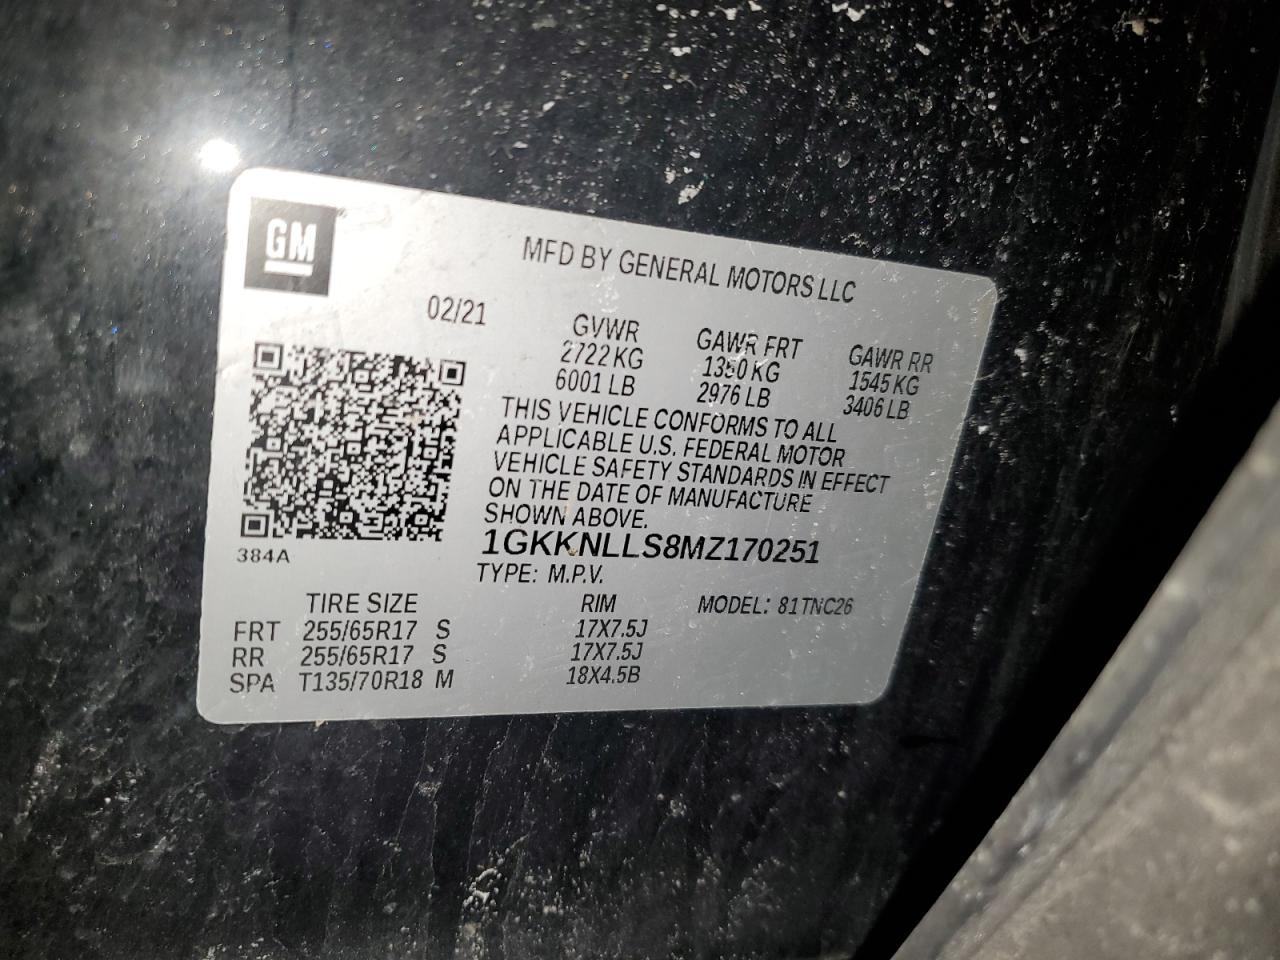 GM
MFD BY GENERAL MOTORS LLC
02/21
GVWR GAWR FRT GAWR RR
2722 KG 1350 KG 1545 KG
6001 LB 2976 LB 3406 LB
THIS VEHICLE CONFORMS TO ALL
APPLICABLE U.S. FEDERAL MOTOR
VEHICLE SAFETY STANDARDS IN EFFECT
ON THE DATE OF MANUFACTURE
SHOWN ABOVE.
384A
1GKKNLLS8MZ170251
TYPE: M.P.V.
TIRE SIZE RIM MODEL: 81TNC26
FRT 255/65R17 S 17X7.5J
RR 255/65R17 S 17X7.5J
SPA T135/70R18 M 18X4.5B